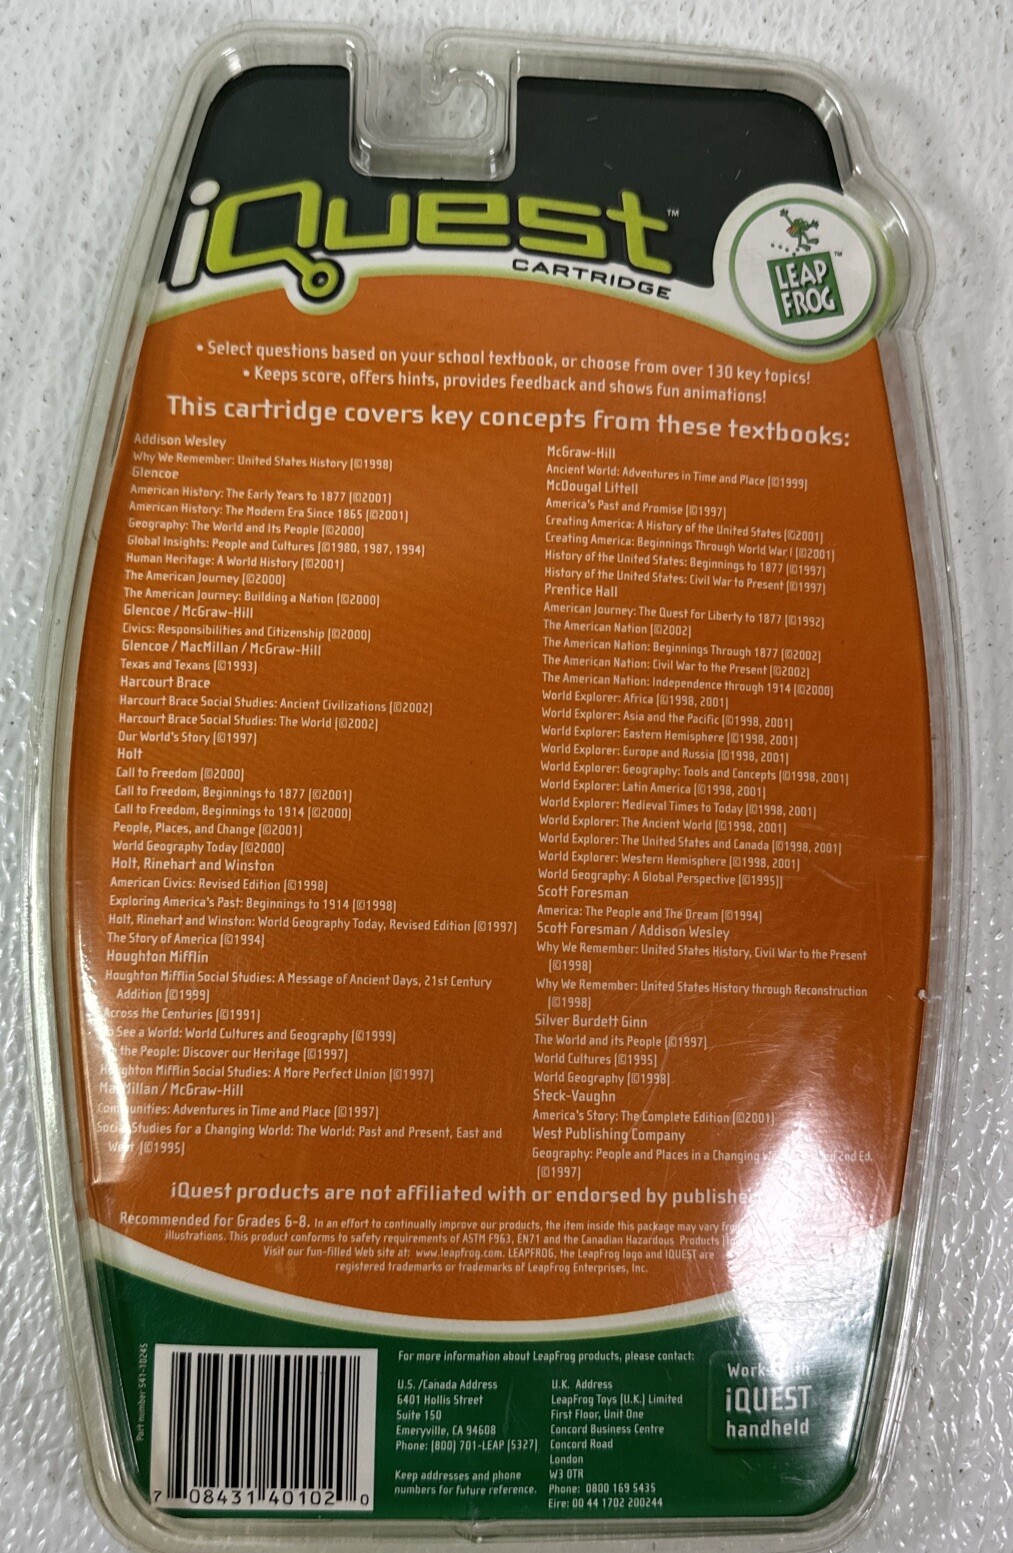 iQuest™
CARTRIDGE
LEAP
FROG™
• Select questions based on your school textbook, or choose from over 130 key topics!
• Keeps score, offers hints, provides feedback and shows fun animations!
This cartridge covers key concepts from these textbooks:
Addison Wesley
Why We Remember: United States History (©1998)
Glencoe
American History: The Early Years to 1877 (©2001)
American History: The Modern Era Since 1865 (©2001)
Geography: The World and Its People (©2000)
Global Insights: People and Cultures (©1980, 1987, 1994)
Human Heritage: A World History (©2001)
The American Journey (©2000)
The American Journey: Building a Nation (©2000)
Glencoe / McGraw-Hill
Civics: Responsibilities and Citizenship (©2000)
Glencoe / MacMillan / McGraw-Hill
Texas and Texans (©1993)
Harcourt Brace
Harcourt Brace Social Studies: Ancient Civilizations (©2002)
Harcourt Brace Social Studies: The World (©2002)
Our World's Story (©1997)
Holt
Call to Freedom (©2000)
Call to Freedom, Beginnings to 1877 (©2001)
Call to Freedom, Beginnings to 1914 (©2000)
People, Places, and Change (©2001)
World Geography Today (©2000)
Holt, Rinehart and Winston
American Civics: Revised Edition (©1998)
Exploring America's Past: Beginnings to 1914 (©1998)
Holt, Rinehart and Winston: World Geography Today, Revised Edition (©1997)
The Story of America (©1994)
Houghton Mifflin
Houghton Mifflin Social Studies: A Message of Ancient Days, 21st Century
Addition (©1999)
Across the Centuries (©1991)
See a World: World Cultures and Geography (©1999)
the People: Discover our Heritage (©1997)
Houghton Mifflin Social Studies: A More Perfect Union (©1997)
MacMillan / McGraw-Hill
Communities: Adventures in Time and Place (©1997)
Social Studies for a Changing World: The World: Past and Present, East and
West (©1995)
McGraw-Hill
Ancient World: Adventures in Time and Place (©1999)
McDougal Littell
America's Past and Promise (©1997)
Creating America: A History of the United States (©2001)
Creating America: Beginnings Through World War I (©2001)
History of the United States: Beginnings to 1877 (©1997)
History of the United States: Civil War to Present (©1997)
Prentice Hall
American Journey: The Quest for Liberty to 1877 (©1992)
The American Nation (©2002)
The American Nation: Beginnings Through 1877 (©2002)
The American Nation: Civil War to the Present (©2002)
The American Nation: Independence through 1914 (©2000)
World Explorer: Africa (©1998, 2001)
World Explorer: Asia and the Pacific (©1998, 2001)
World Explorer: Eastern Hemisphere (©1998, 2001)
World Explorer: Europe and Russia (©1998, 2001)
World Explorer: Geography: Tools and Concepts (©1998, 2001)
World Explorer: Latin America (©1998, 2001)
World Explorer: Medieval Times to Today (©1998, 2001)
World Explorer: The Ancient World (©1998, 2001)
World Explorer: The United States and Canada (©1998, 2001)
World Explorer: Western Hemisphere (©1998, 2001)
World Geography: A Global Perspective (©1995))
Scott Foresman
America: The People and The Dream (©1994)
Scott Foresman / Addison Wesley
Why We Remember: United States History, Civil War to the Present
(©1998)
Why We Remember: United States History through Reconstruction
(©1998)
Silver Burdett Ginn
The World and its People (©1997)
World Cultures (©1995)
World Geography (©1998)
Steck-Vaughn
America's Story: The Complete Edition (©2001)
West Publishing Company
Geography: People and Places in a Changing 2nd Ed.
(©1997)
iQuest products are not affiliated with or endorsed by
Recommended for Grades 6-8. In an effort to continually improve our products, the item inside this package may vary
illustrations. This product conforms to safety requirements of ASTM F963, EN71 and the Canadian Hazardous Products
Visit our fun-filled Web site at: www.leapfrog.com. LEAPFROG, the LeapFrog logo and IQUEST are
registered trademarks or trademarks of LeapFrog Enterprises, Inc.
Part number 541-10245
7 08431 40102 0
For more information about LeapFrog products, please contact:
U.S. /Canada Address
6401 Hollis Street
Suite 150
Emeryville, CA 94608
Phone: (800) 701-LEAP (5327)
Keep addresses and phone
numbers for future reference.
U.K. Address
LeapFrog Toys (U.K.) Limited
First Floor, Unit One
Concord Business Centre
Concord Road
London
W3 0TR
Phone: 0800 169 5435
Eire: 00 44 1702 200244
Works with
iQUEST
handheld